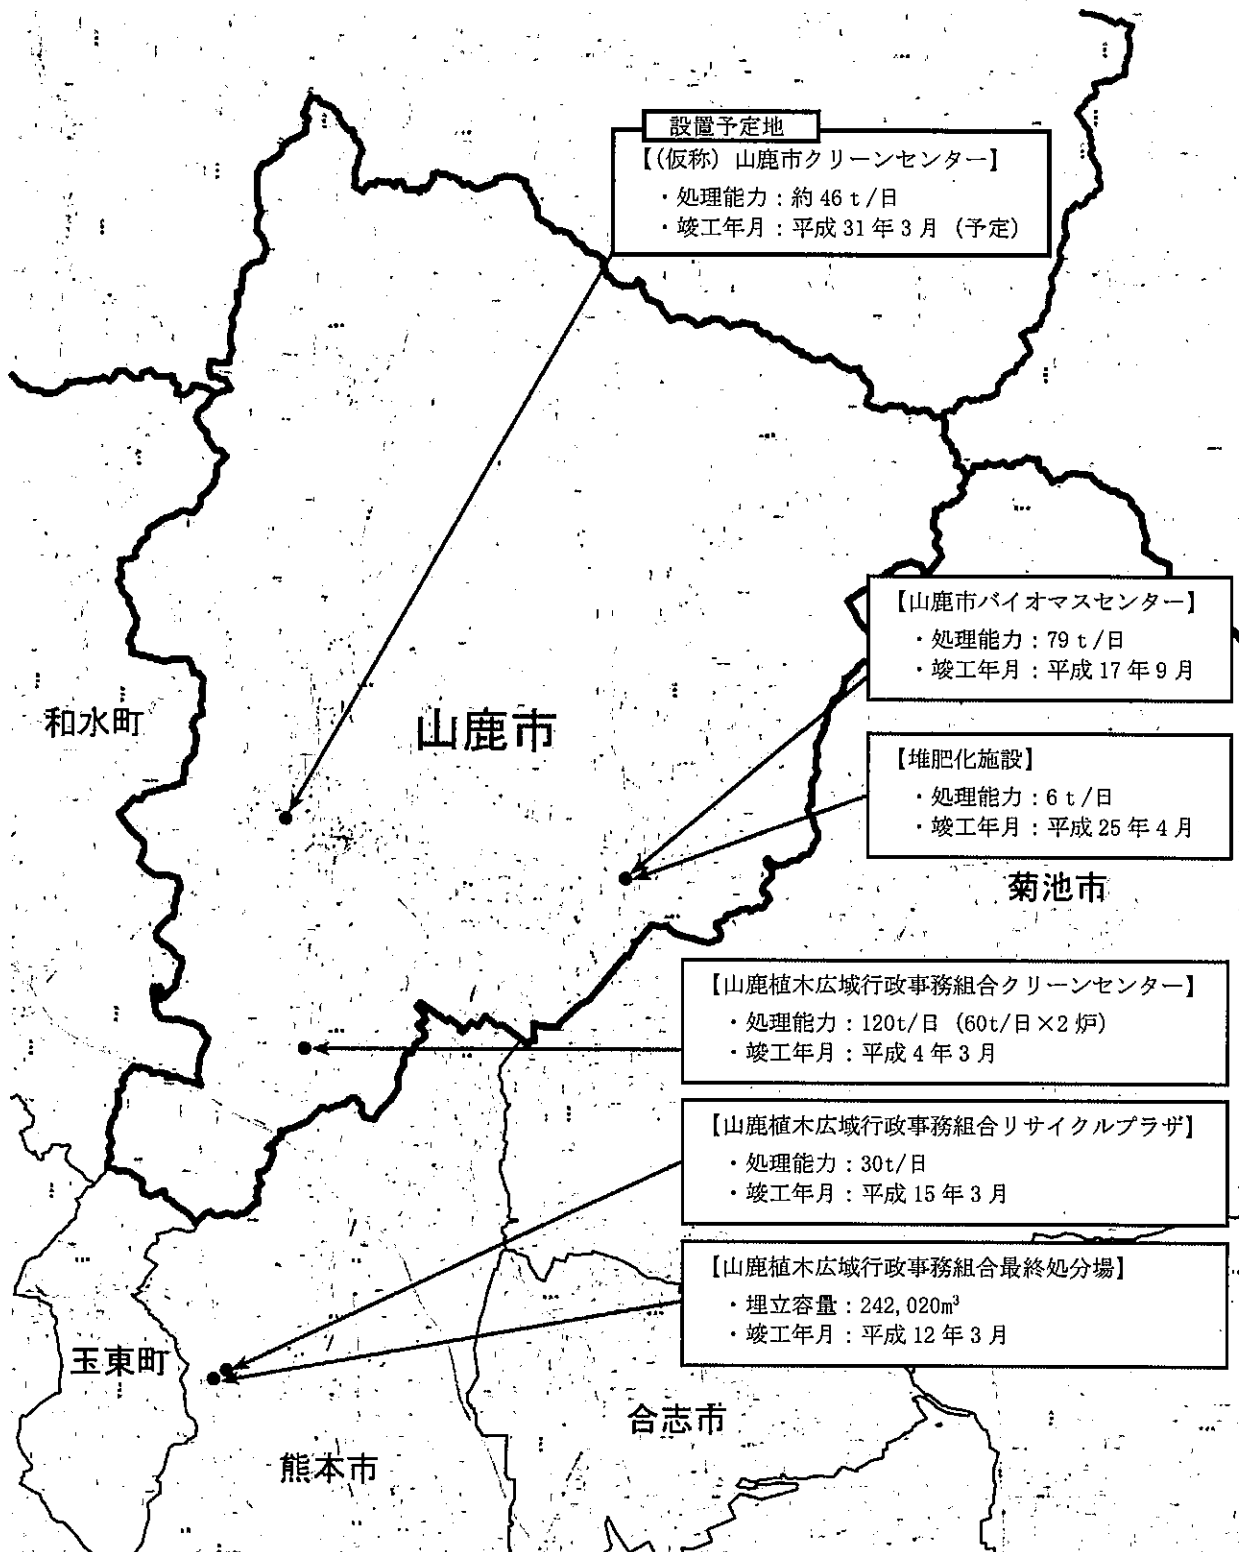 設置予定地
【(仮称) 山鹿市クリーンセンター】
・処理能力：約 46 t/日
・竣工年月：平成 31 年 3 月 (予定)
【山鹿市バイオマスセンター】
・処理能力：79 t/日
・竣工年月：平成 17 年 9 月
和水町
山鹿市
【堆肥化施設】
・処理能力：6 t/日
・竣工年月：平成 25 年 4 月
菊池市
【山鹿植木広域行政事務組合クリーンセンター】
・処理能力：120t/日 (60t/日×2 炉)
・竣工年月：平成 4 年 3 月
【山鹿植木広域行政事務組合リサイクルプラザ】
・処理能力：30t/日
・竣工年月：平成 15 年 3 月
【山鹿植木広域行政事務組合最終処分場】
・埋立容量：242,020m³
・竣工年月：平成 12 年 3 月
玉東町
合志市
熊本市